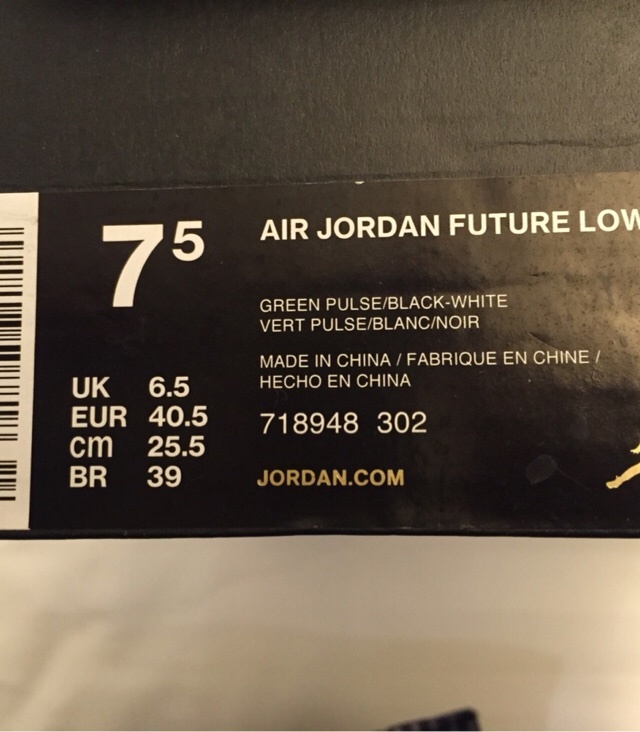 7⁵
AIR JORDAN FUTURE LOW
GREEN PULSE/BLACK-WHITE
VERT PULSE/BLANC/NOIR
MADE IN CHINA / FABRIQUE EN CHINE /
HECHO EN CHINA
UK 6.5
EUR 40.5
cm 25.5
BR 39
718948 302
JORDAN.COM